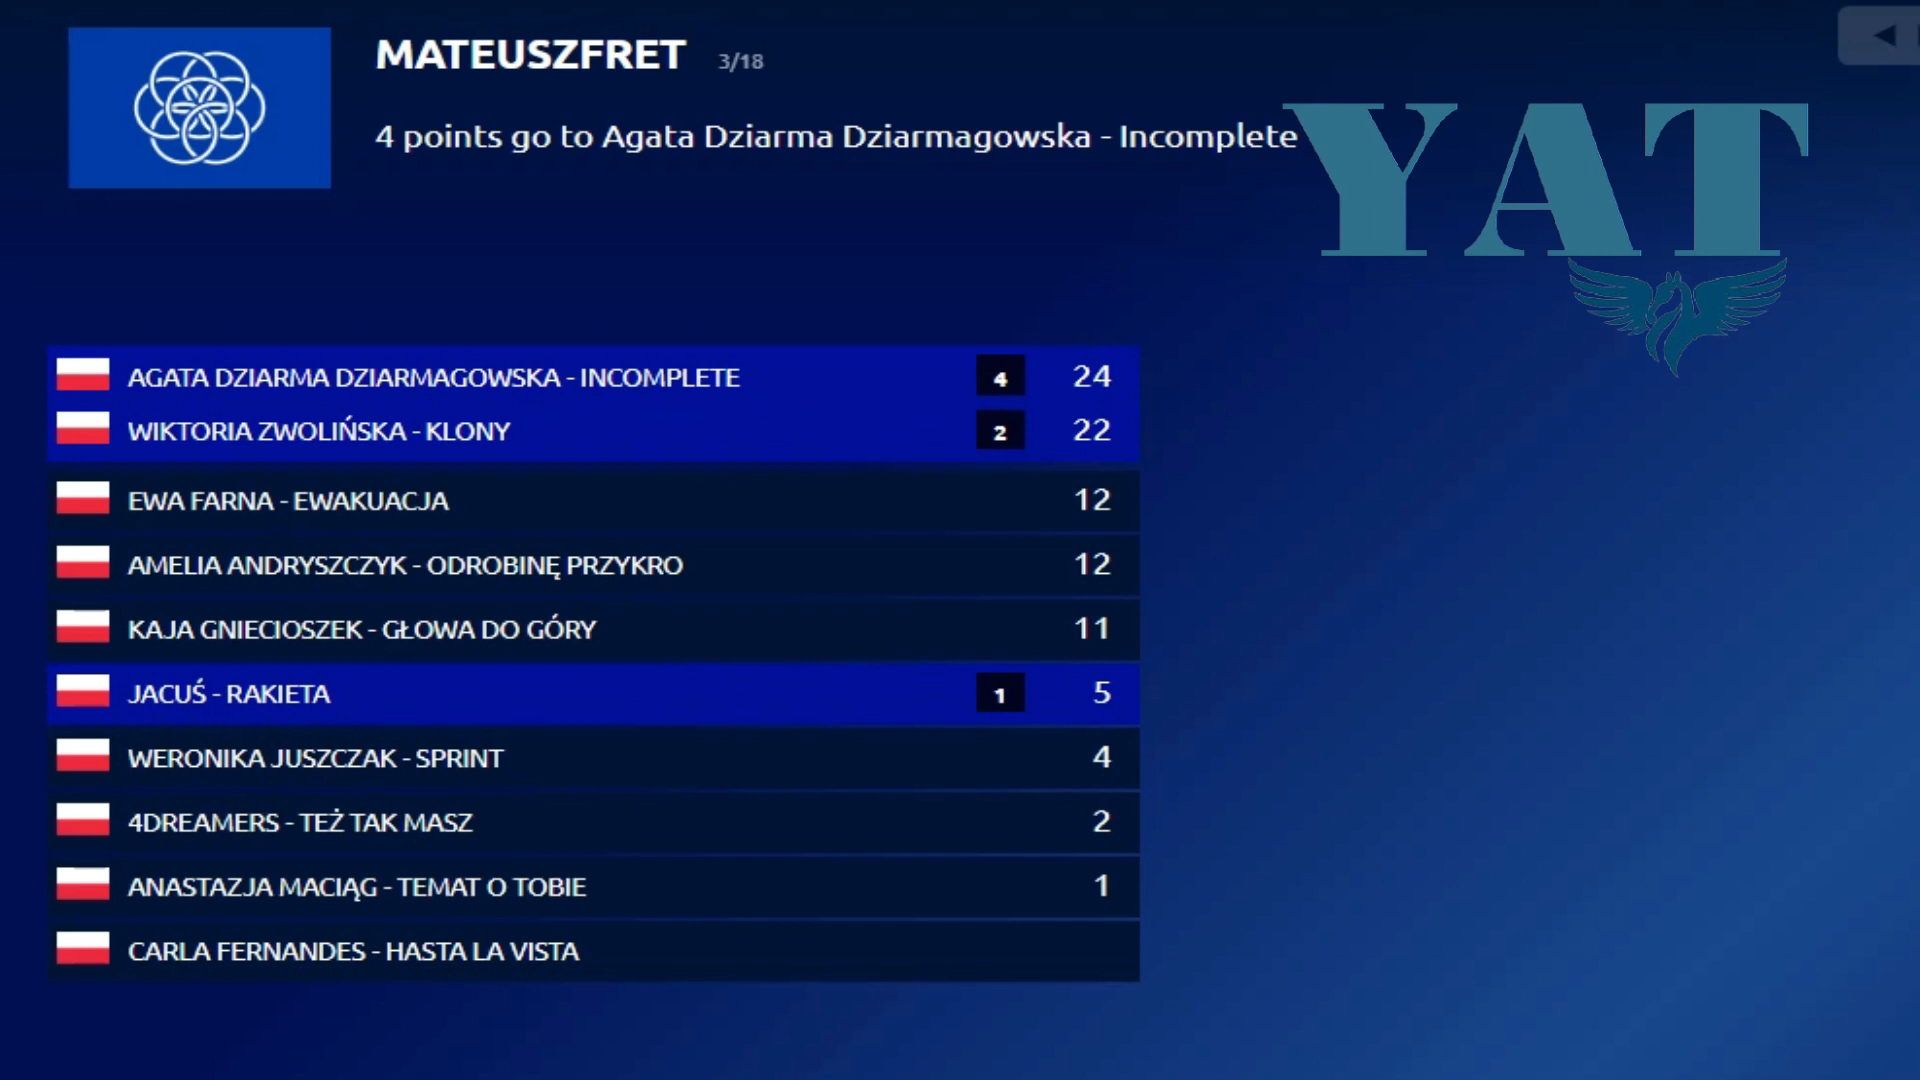 MATEUSZFRET 3/18
4 points go to Agata Dziarma Dziarmagowska - Incomplete
YAT
AGATA DZIARMA DZIARMAGOWSKA - INCOMPLETE 4 24
WIKTORIA ZWOLIŃSKA - KLONY 2 22
EWA FARNA - EWAKUACJA 12
AMELIA ANDRYSZCZYK - ODROBINĘ PRZYKRO 12
KAJA GNIECIOSZEK - GŁOWA DO GÓRY 11
JACUŚ - RAKIETA 1 5
WERONIKA JUSZCZAK - SPRINT 4
4DREAMERS - TEŻ TAK MASZ 2
ANASTAZJA MACIĄG - TEMAT O TOBIE 1
CARLA FERNANDES - HASTA LA VISTA